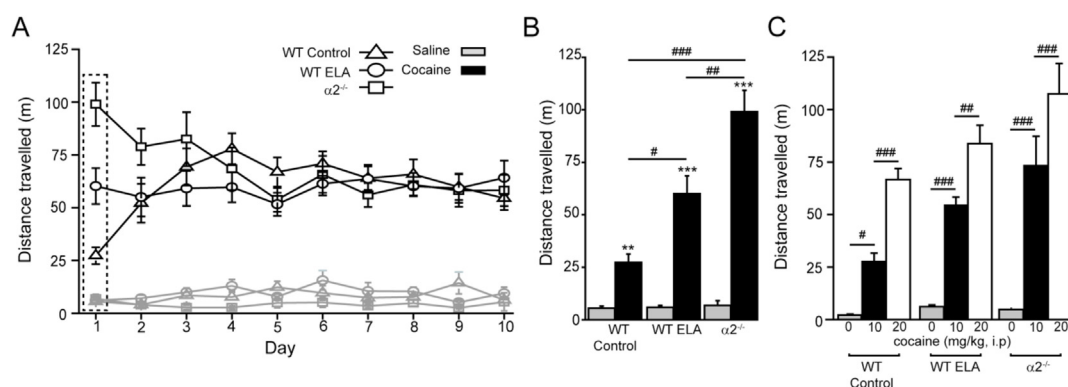 A
WT Control
Saline
WT ELA
Cocaine
α2-/-
Distance travelled (m)
125
100
75
50
25
0
1 2 3 4 5 6 7 8 9 10
Day
B
Distance travelled (m)
125
100
75
50
25
0
###
##
***
#
***
**
WT Control
WT ELA
α2-/-
C
Distance travelled (m)
125
100
75
50
25
0
###
##
###
###
###
#
0 10 20 0 10 20 0 10 20
cocaine (mg/kg, i.p)
WT Control
WT ELA
α2-/-